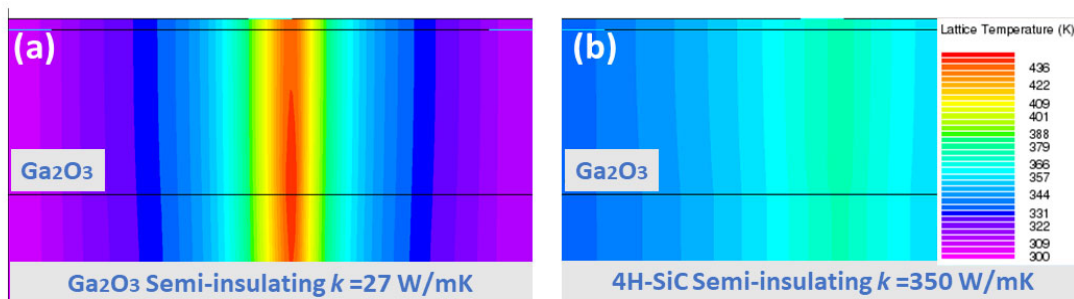 (a)
Ga2O3
Ga2O3 Semi-insulating k =27 W/mK
(b)
Ga2O3
4H-SiC Semi-insulating k =350 W/mK
Lattice Temperature (K)
436
422
409
401
388
379
366
357
344
331
322
309
300